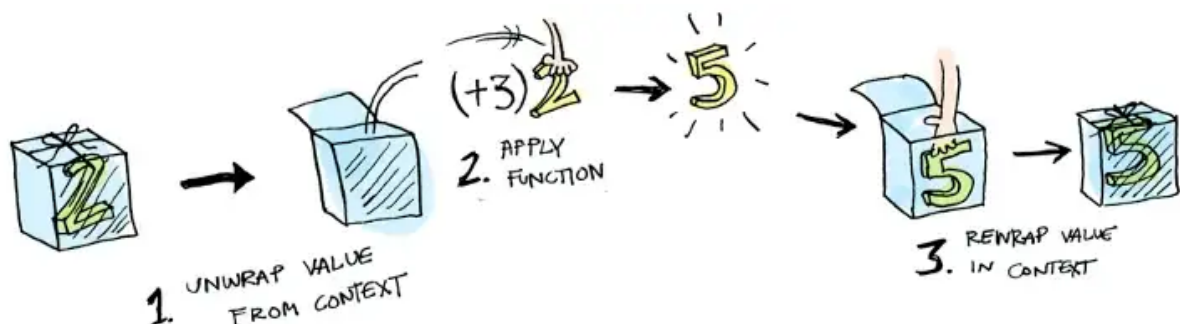 2
1. UNWRAP VALUE
FROM CONTEXT
(+3) 2
2. APPLY
FUNCTION
5
5
3. REWRAP VALUE
IN CONTEXT
5